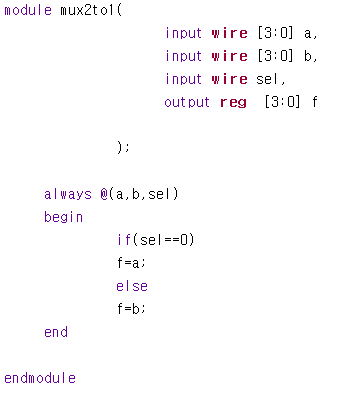 module mux2to1(
input wire [3:0] a,
input wire [3:0] b,
input wire sel,
output reg [3:0] f
);
always @(a,b,sel)
begin
if(sel==0)
f=a;
else
f=b;
end
endmodule